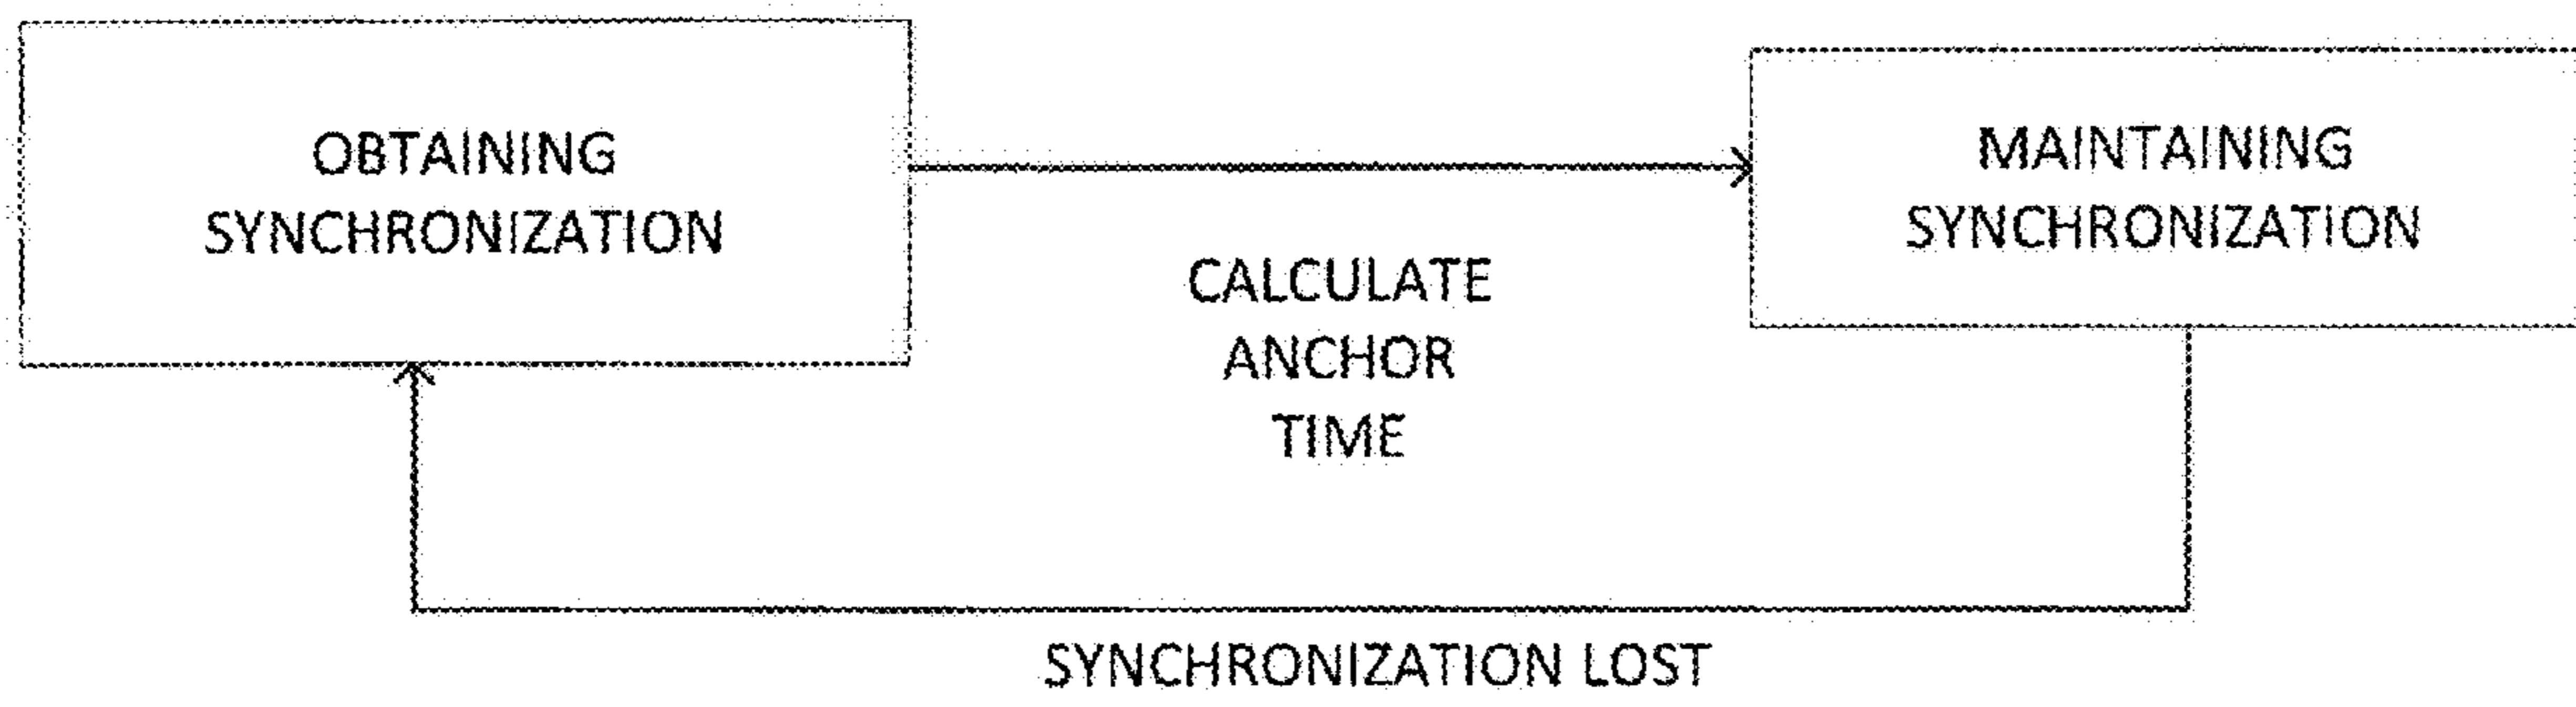 OBTAINING
SYNCHRONIZATION
MAINTAINING
SYNCHRONIZATION
CALCULATE
ANCHOR
TIME
SYNCHRONIZATION LOST